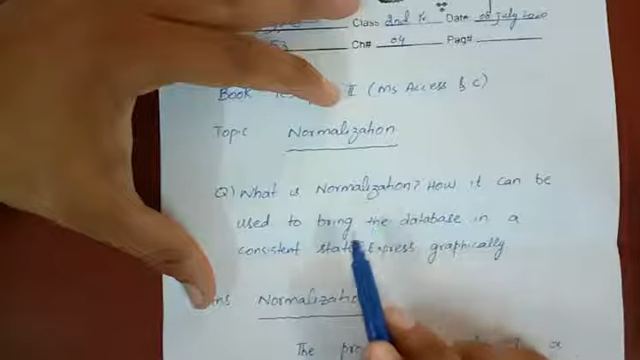 Class 2nd Yr Date 08 July 2020
53 Ch# 04 Pag#
Book II (Ms Access & C)
Topic Normalization
Q) What is Normalization? How it can be
used to bring the database in a
consistent state Express graphically
Ans Normalization
The a